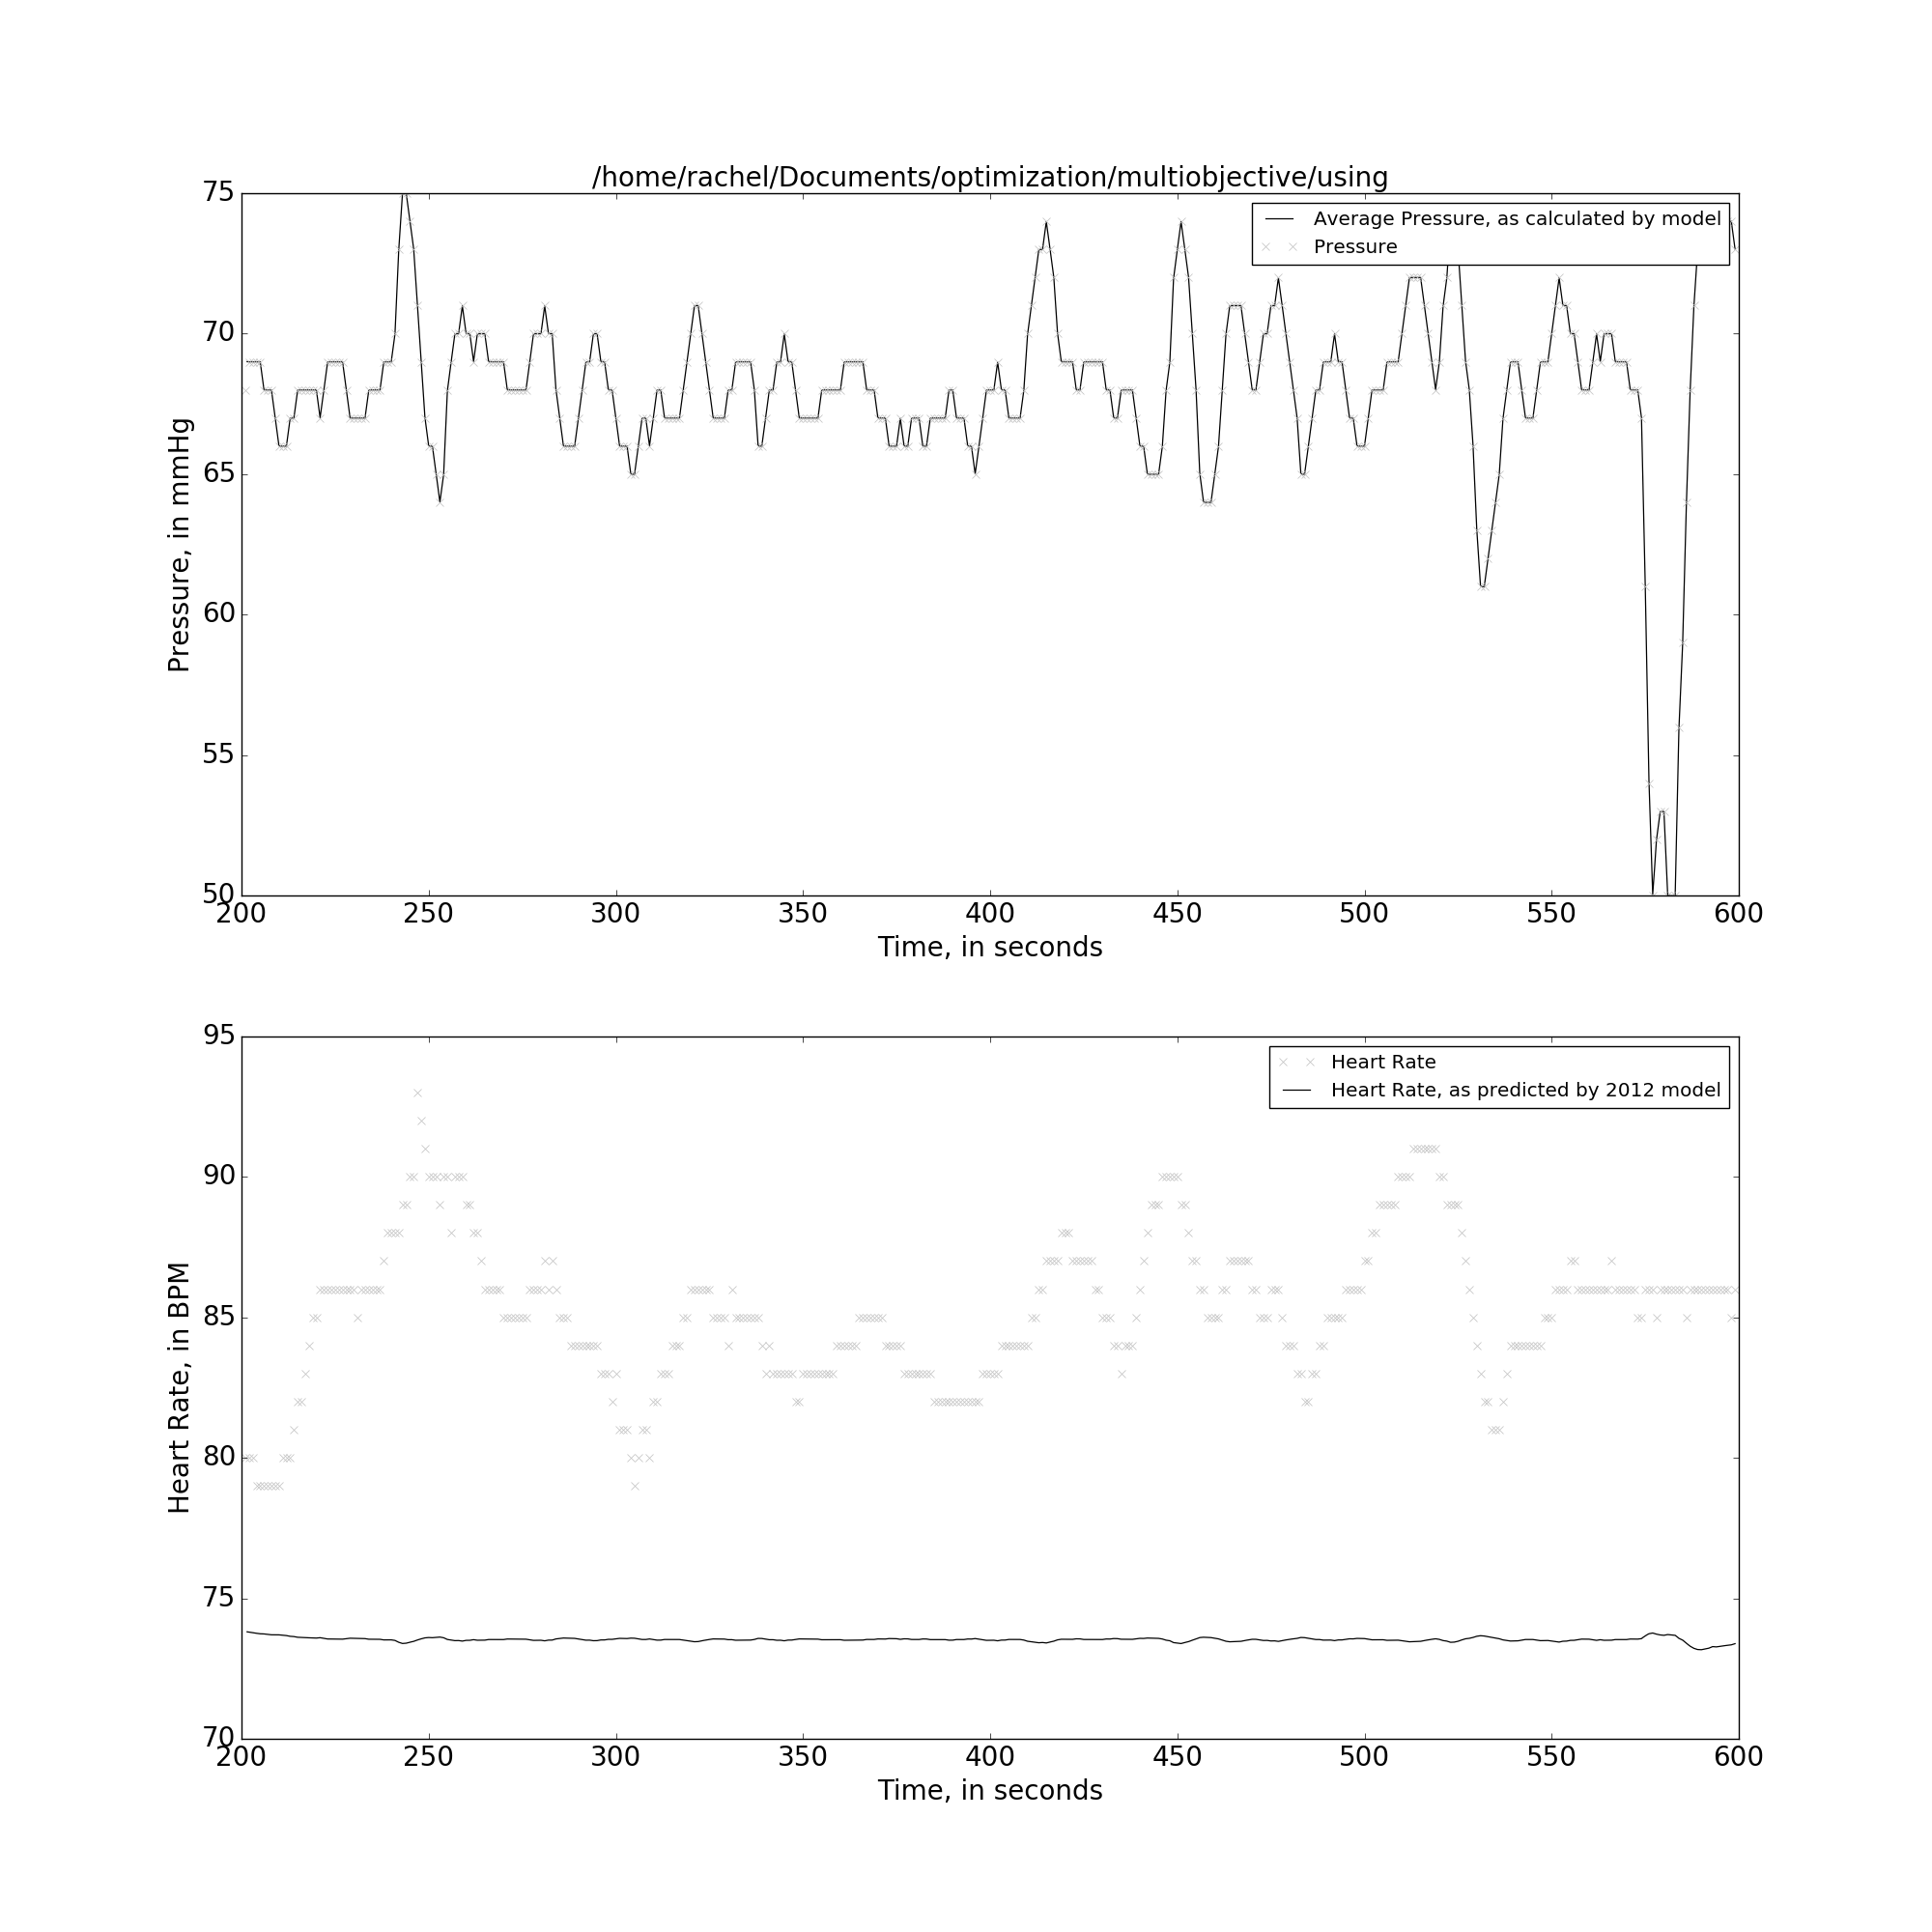 /home/rachel/Documents/optimization/multiobjective/using
75
70
65
60
55
50
Pressure, in mmHg
Average Pressure, as calculated by model
Pressure
200 250 300 350 400 450 500 550 600
Time, in seconds
95
90
85
80
75
70
Heart Rate, in BPM
Heart Rate
Heart Rate, as predicted by 2012 model
200 250 300 350 400 450 500 550 600
Time, in seconds